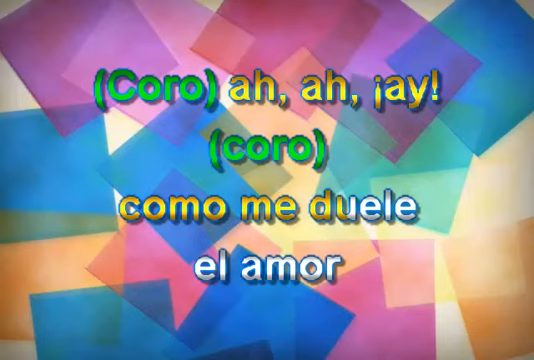 (Coro) ah, ah, ¡ay!
(coro)
como me duele
el amor